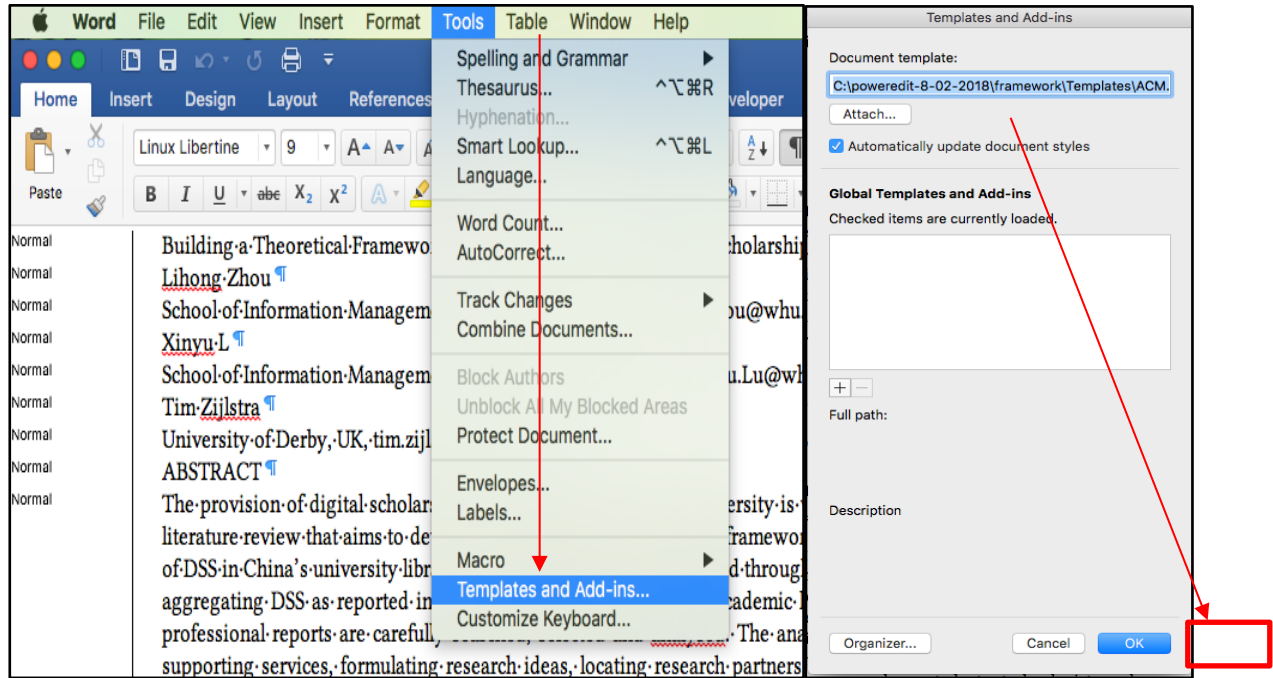 Word File Edit View Insert Format Tools Table Window Help
Home Insert Design Layout References veloper
Linux Libertine 9 A A
Paste B I U abc X2 X2 A
Spelling and Grammar
Thesaurus... ^⌥⌘R
Hyphenation...
Smart Lookup... ^⌥⌘L
Language...
Word Count...
AutoCorrect...
Track Changes
Combine Documents...
Block Authors
Unblock All My Blocked Areas
Protect Document...
Envelopes...
Labels...
Macro
Templates and Add-ins...
Customize Keyboard...
Normal Building·a·Theoretical·Framewo holarship
Normal Lihong·Zhou¶
Normal School·of·Information·Managem ou@whu.
Normal Xinyu·L¶
Normal School·of·Information·Managem u.Lu@wh
Normal Tim·Zijlstra¶
Normal University·of·Derby,·UK,·tim.zijl
Normal ABSTRACT¶
Normal The·provision·of·digital·scholar ersity·is·
literature·review·that·aims·to·de framewor
of·DSS·in·China's·university·libr d·throug
aggregating·DSS·as·reported·in cademic·
professional·reports·are·carefull The·ana
supporting·services,·formulating·research·ideas,·locating·research·partners
Templates and Add-ins
Document template:
C:\poweredit-8-02-2018\framework\Templates\ACM.
Attach...
Automatically update document styles
Global Templates and Add-ins
Checked items are currently loaded.
+ −
Full path:
Description
Organizer... Cancel OK